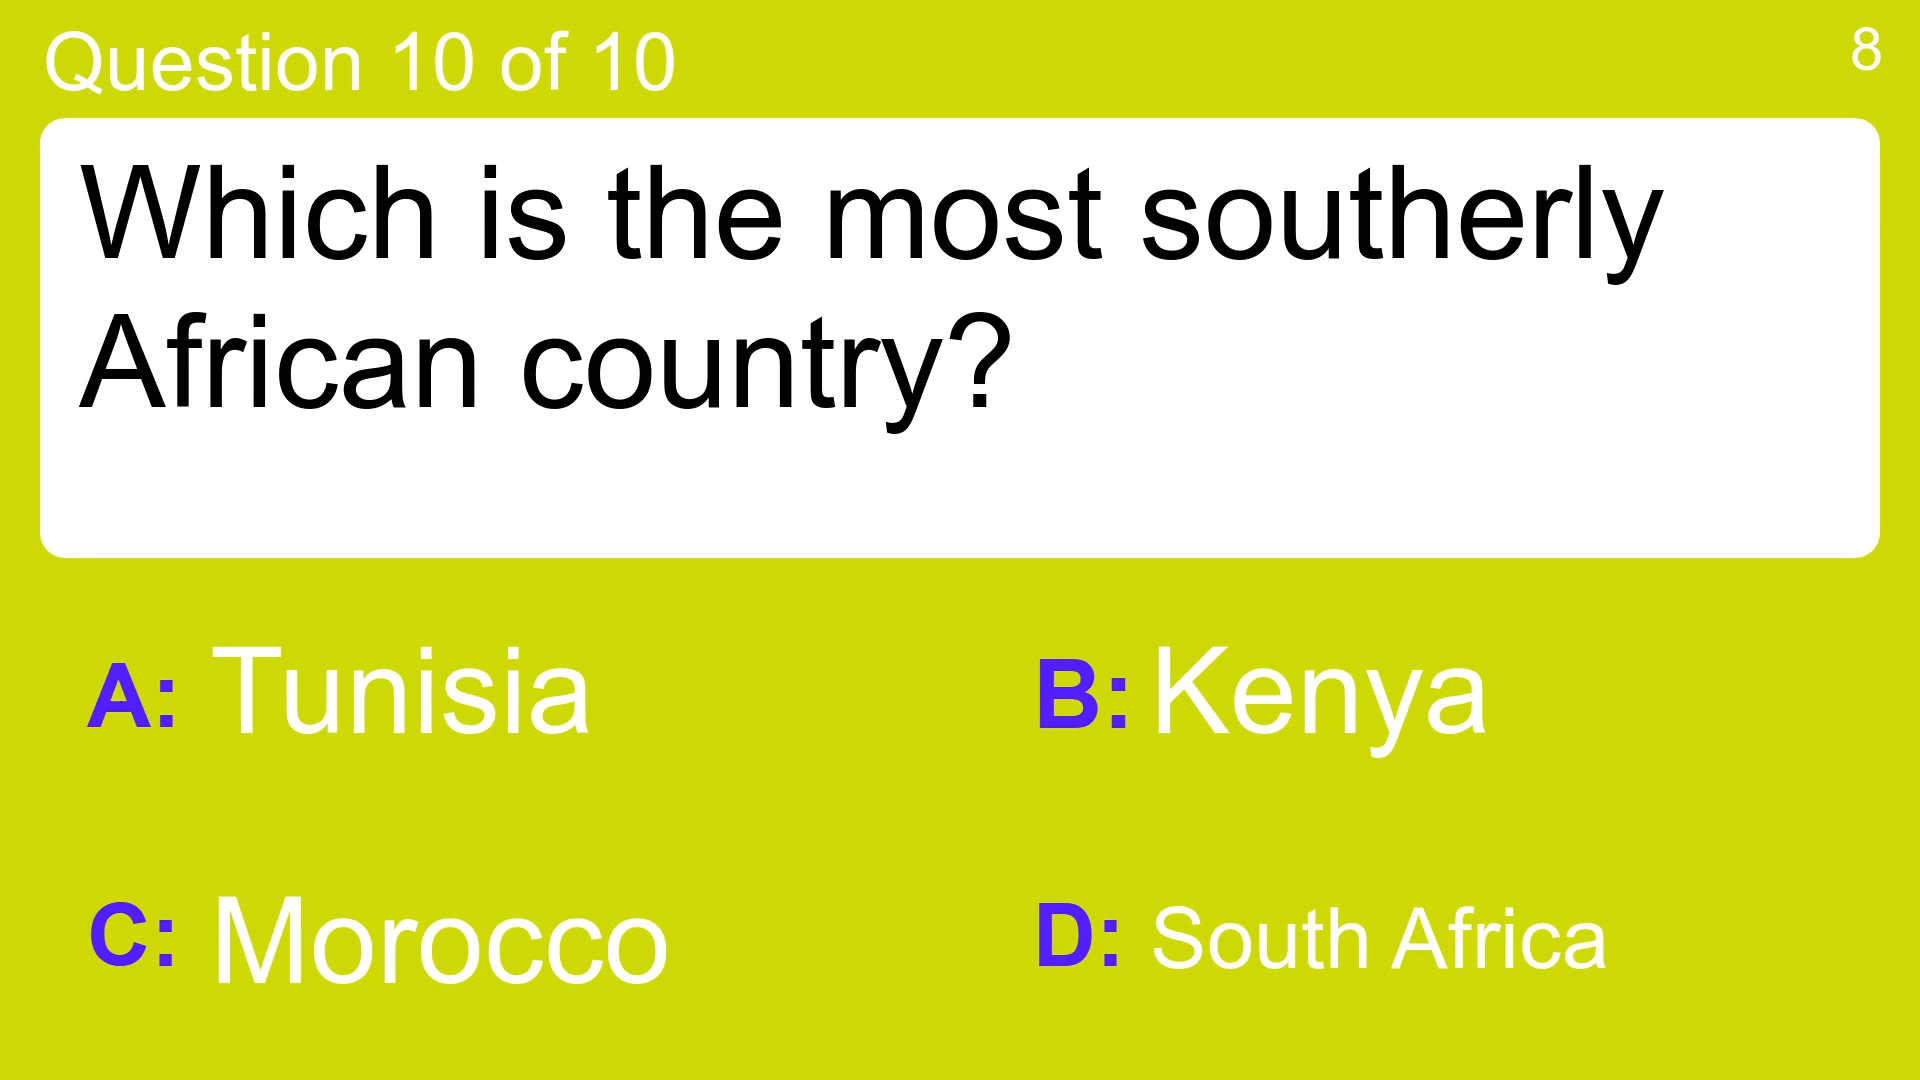 Question 10 of 10
8
Which is the most southerly
African country?
A: Tunisia
B: Kenya
C: Morocco
D: South Africa